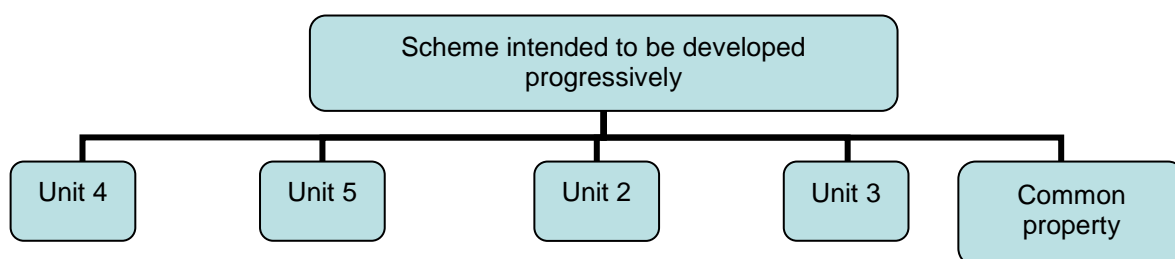 Scheme intended to be developed
progressively
Unit 4
Unit 5
Unit 2
Unit 3
Common
property